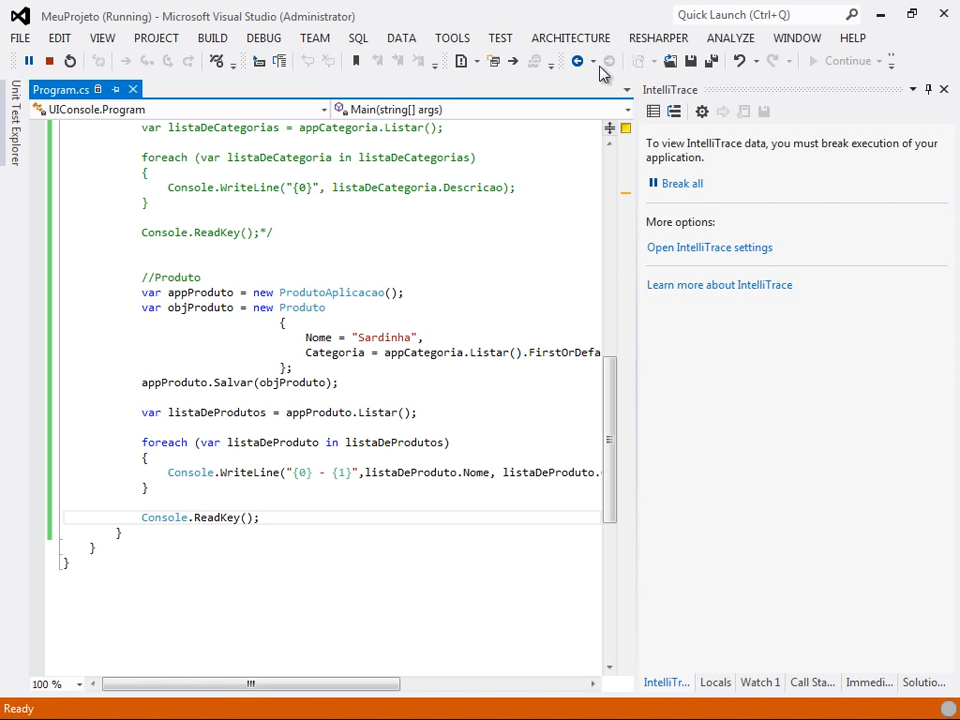 MeuProjeto (Running) - Microsoft Visual Studio (Administrator)
Quick Launch (Ctrl+Q)
FILE EDIT VIEW PROJECT BUILD DEBUG TEAM SQL DATA TOOLS TEST ARCHITECTURE RESHARPER ANALYZE WINDOW HELP
Continue
Unit Test Explorer
Program.cs
UIConsole.Program
Main(string[] args)
var listaDeCategorias = appCategoria.Listar();
foreach (var listaDeCategoria in listaDeCategorias)
{
Console.WriteLine("{0}", listaDeCategoria.Descricao);
}
Console.ReadKey();*/
//Produto
var appProduto = new ProdutoAplicacao();
var objProduto = new Produto
{
Nome = "Sardinha",
Categoria = appCategoria.Listar().FirstOrDefa
};
appProduto.Salvar(objProduto);
var listaDeProdutos = appProduto.Listar();
foreach (var listaDeProduto in listaDeProdutos)
{
Console.WriteLine("{0} - {1}",listaDeProduto.Nome, listaDeProduto.
}
Console.ReadKey();
}
}
}
100 %
IntelliTrace
To view IntelliTrace data, you must break execution of your
application.
Break all
More options:
Open IntelliTrace settings
Learn more about IntelliTrace
IntelliTr... Locals Watch 1 Call Sta... Immedi... Solutio...
Ready